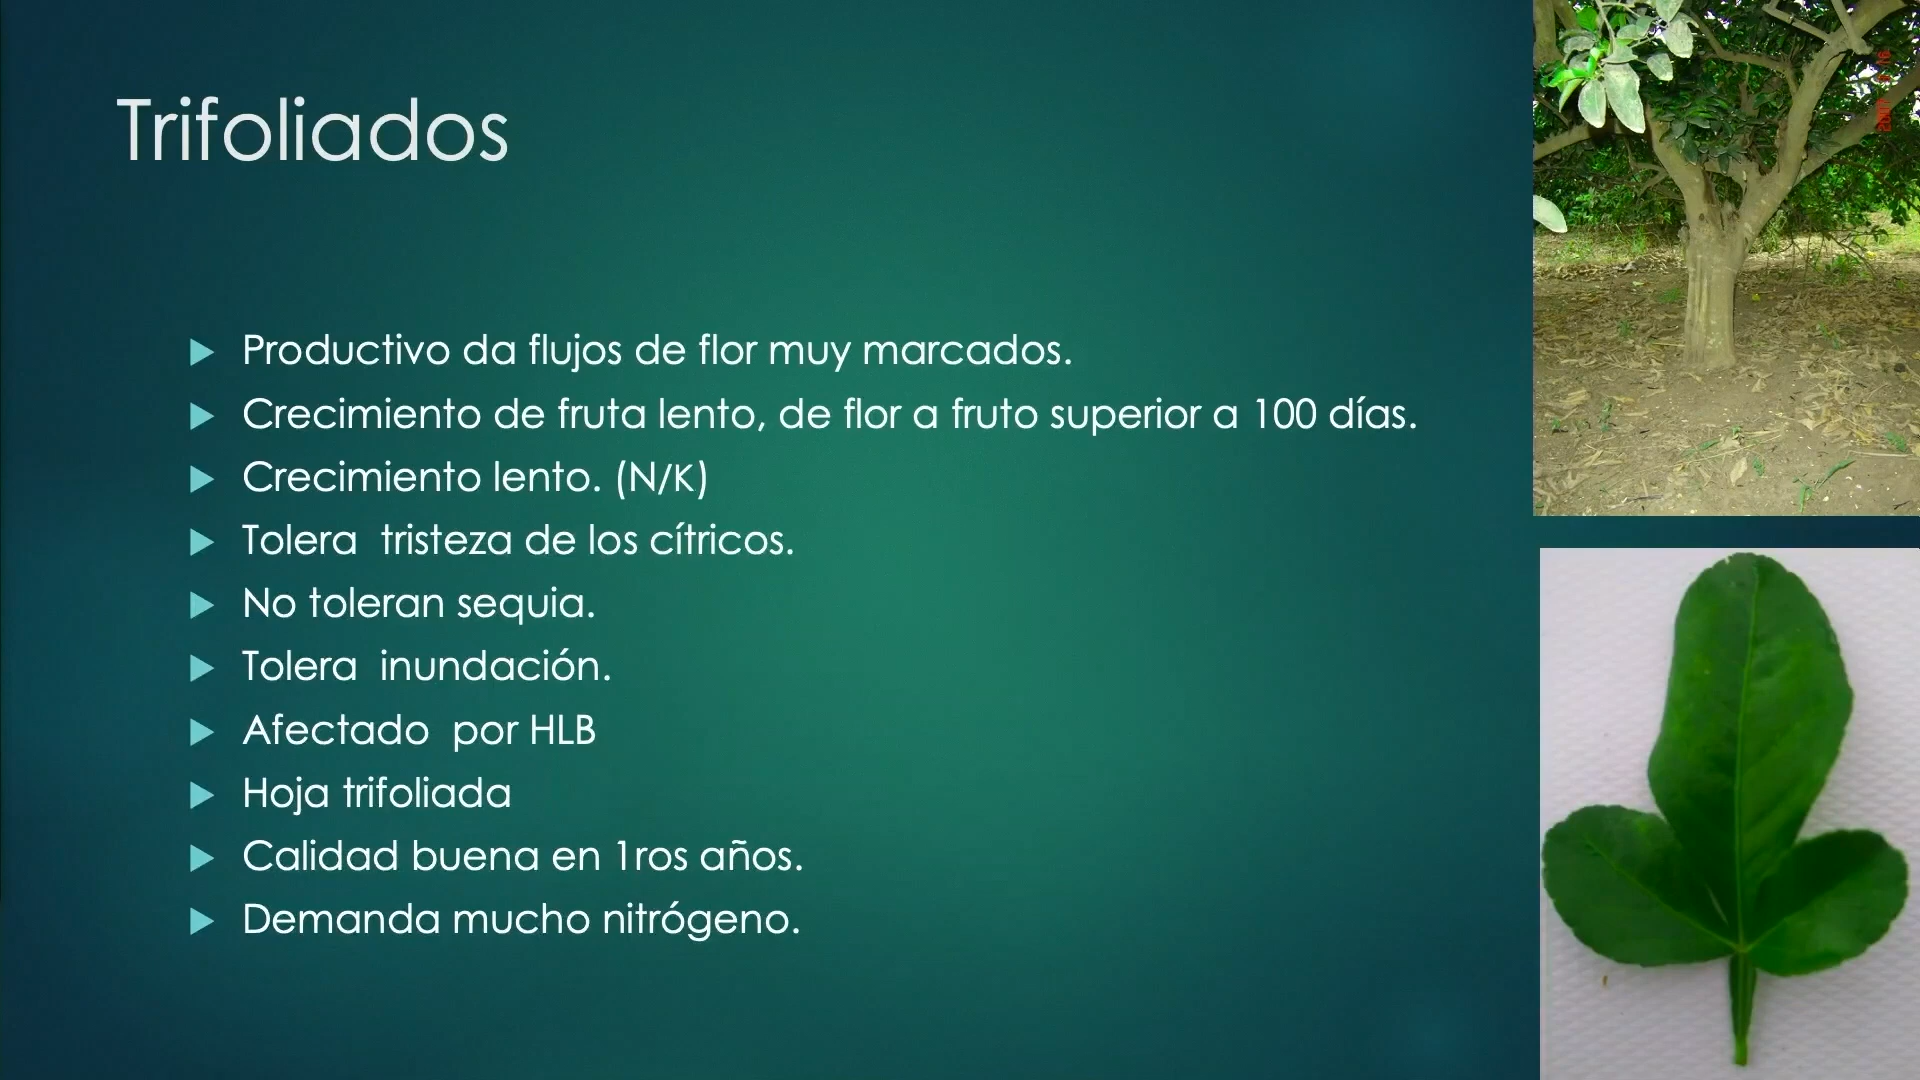 Trifoliados
Productivo da flujos de flor muy marcados.
Crecimiento de fruta lento, de flor a fruto superior a 100 días.
Crecimiento lento. (N/K)
Tolera  tristeza de los cítricos.
No toleran sequia.
Tolera  inundación.
Afectado  por HLB
Hoja trifoliada
Calidad buena en 1ros años.
Demanda mucho nitrógeno.